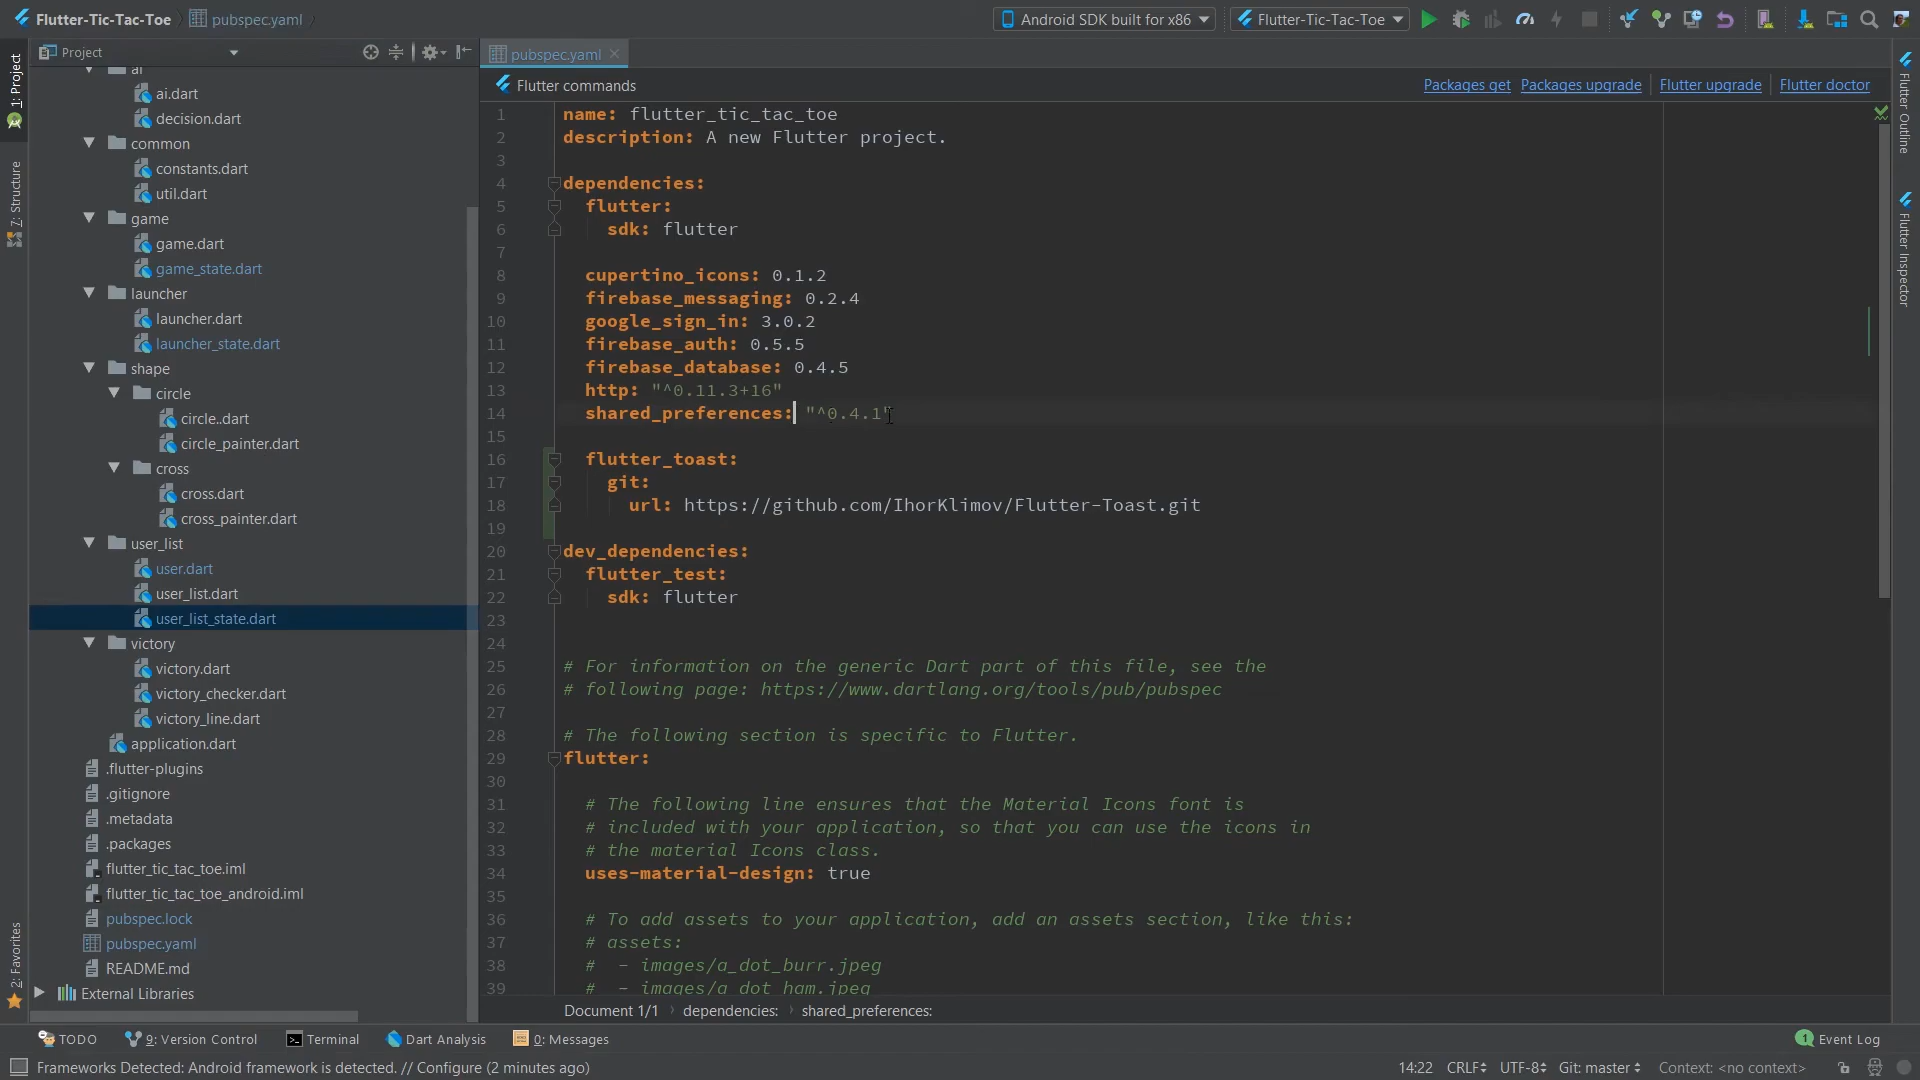 Flutter-Tic-Tac-Toe
pubspec.yaml
Android SDK built for x86
Flutter-Tic-Tac-Toe
Project
pubspec.yaml
1: Project
7: Structure
2: Favorites
ai
ai.dart
decision.dart
common
constants.dart
util.dart
game
game.dart
game_state.dart
launcher
launcher.dart
launcher_state.dart
shape
circle
circle..dart
circle_painter.dart
cross
cross.dart
cross_painter.dart
user_list
user.dart
user_list.dart
user_list_state.dart
victory
victory.dart
victory_checker.dart
victory_line.dart
application.dart
.flutter-plugins
.gitignore
.metadata
.packages
flutter_tic_tac_toe.iml
flutter_tic_tac_toe_android.iml
pubspec.lock
pubspec.yaml
README.md
External Libraries
Flutter commands
Packages get
Packages upgrade
Flutter upgrade
Flutter doctor
1 name: flutter_tic_tac_toe
2 description: A new Flutter project.
3
4 dependencies:
5 flutter:
6 sdk: flutter
7
8 cupertino_icons: 0.1.2
9 firebase_messaging: 0.2.4
10 google_sign_in: 3.0.2
11 firebase_auth: 0.5.5
12 firebase_database: 0.4.5
13 http: "^0.11.3+16"
14 shared_preferences: "^0.4.1"
15
16 flutter_toast:
17 git:
18 url: https://github.com/IhorKlimov/Flutter-Toast.git
19
20 dev_dependencies:
21 flutter_test:
22 sdk: flutter
23
24
25 # For information on the generic Dart part of this file, see the
26 # following page: https://www.dartlang.org/tools/pub/pubspec
27
28 # The following section is specific to Flutter.
29 flutter:
30
31 # The following line ensures that the Material Icons font is
32 # included with your application, so that you can use the icons in
33 # the material Icons class.
34 uses-material-design: true
35
36 # To add assets to your application, add an assets section, like this:
37 # assets:
38 # - images/a_dot_burr.jpeg
39 # - images/a_dot_ham.jpeg
Document 1/1 › dependencies: › shared_preferences:
Flutter Outline
Flutter Inspector
TODO
9: Version Control
Terminal
Dart Analysis
0: Messages
1 Event Log
Frameworks Detected: Android framework is detected. // Configure (2 minutes ago)
14:22
CRLF
UTF-8
Git: master
Context: <no context>